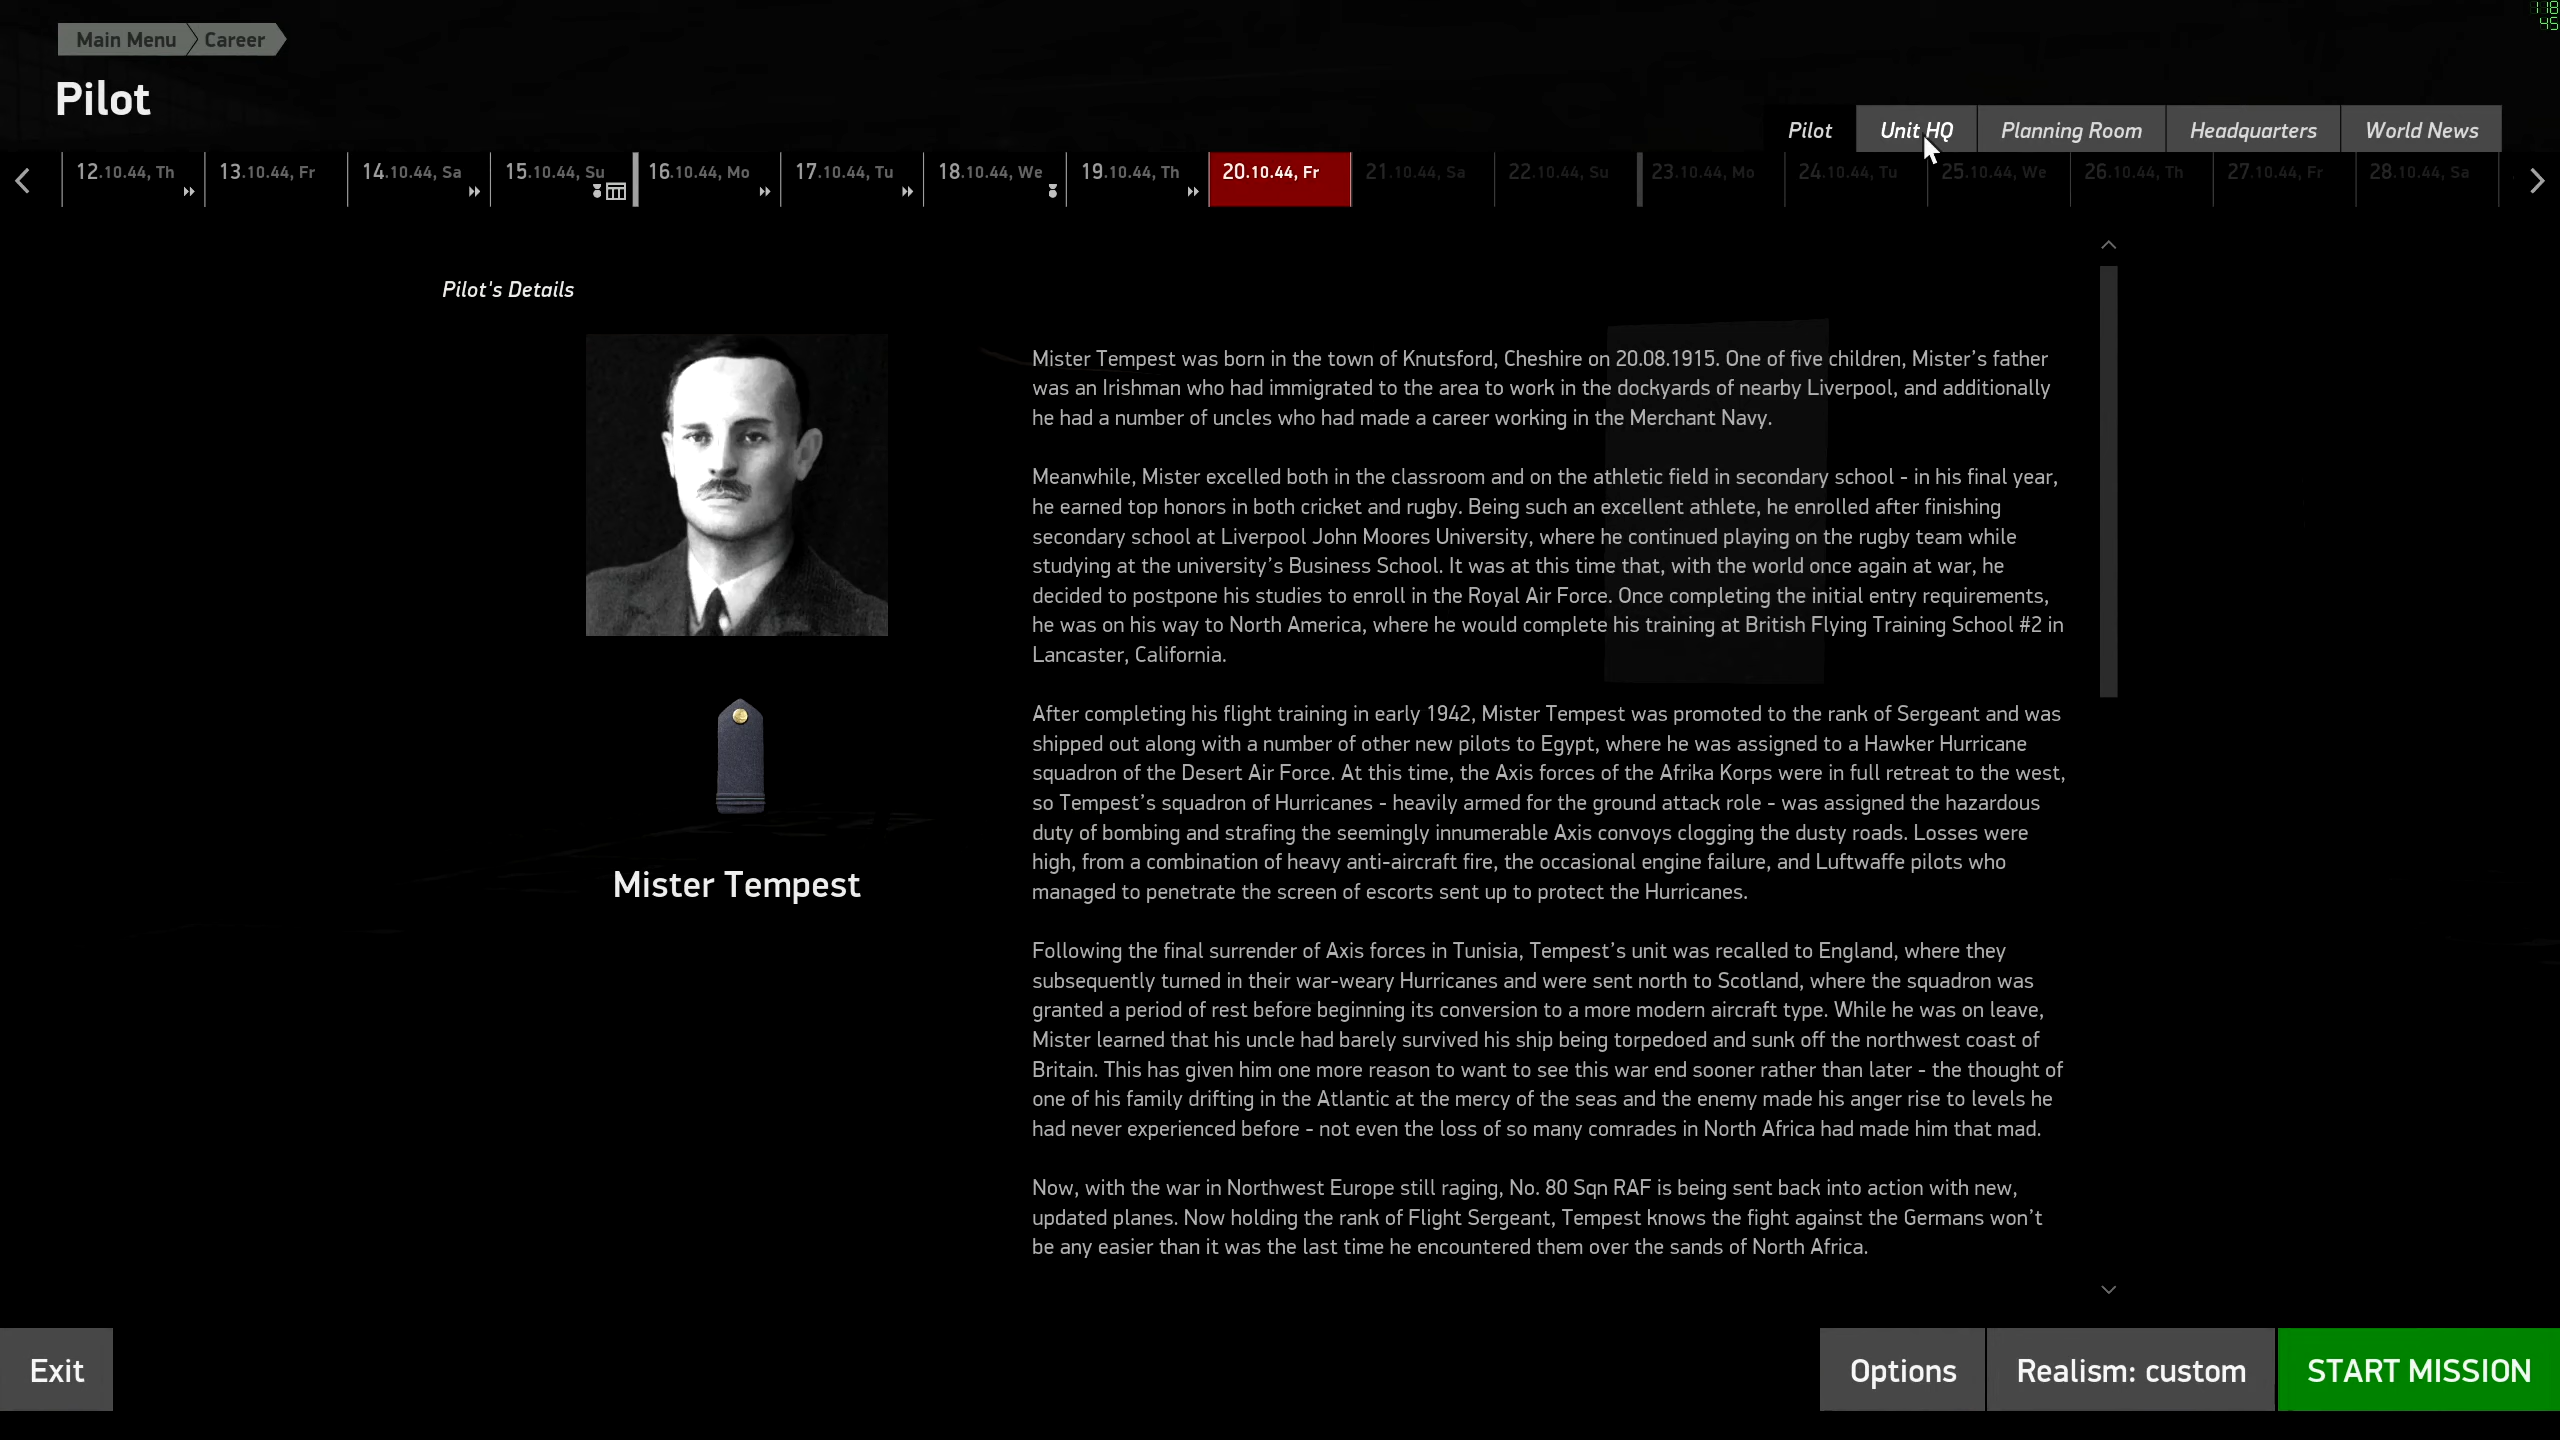 118
45
Main Menu
Career
Pilot
Pilot
Unit HQ
Planning Room
Headquarters
World News
12.10.44, Th
13.10.44, Fr
14.10.44, Sa
15.10.44, Su
16.10.44, Mo
17.10.44, Tu
18.10.44, We
19.10.44, Th
20.10.44, Fr
21.10.44, Sa
22.10.44, Su
23.10.44, Mo
24.10.44, Tu
25.10.44, We
26.10.44, Th
27.10.44, Fr
28.10.44, Sa
Pilot's Details
Mister Tempest was born in the town of Knutsford, Cheshire on 20.08.1915. One of five children, Mister’s father
was an Irishman who had immigrated to the area to work in the dockyards of nearby Liverpool, and additionally
he had a number of uncles who had made a career working in the Merchant Navy.
Meanwhile, Mister excelled both in the classroom and on the athletic field in secondary school - in his final year,
he earned top honors in both cricket and rugby. Being such an excellent athlete, he enrolled after finishing
secondary school at Liverpool John Moores University, where he continued playing on the rugby team while
studying at the university’s Business School. It was at this time that, with the world once again at war, he
decided to postpone his studies to enroll in the Royal Air Force. Once completing the initial entry requirements,
he was on his way to North America, where he would complete his training at British Flying Training School #2 in
Lancaster, California.
After completing his flight training in early 1942, Mister Tempest was promoted to the rank of Sergeant and was
shipped out along with a number of other new pilots to Egypt, where he was assigned to a Hawker Hurricane
squadron of the Desert Air Force. At this time, the Axis forces of the Afrika Korps were in full retreat to the west,
so Tempest’s squadron of Hurricanes - heavily armed for the ground attack role - was assigned the hazardous
duty of bombing and strafing the seemingly innumerable Axis convoys clogging the dusty roads. Losses were
high, from a combination of heavy anti-aircraft fire, the occasional engine failure, and Luftwaffe pilots who
managed to penetrate the screen of escorts sent up to protect the Hurricanes.
Following the final surrender of Axis forces in Tunisia, Tempest’s unit was recalled to England, where they
subsequently turned in their war-weary Hurricanes and were sent north to Scotland, where the squadron was
granted a period of rest before beginning its conversion to a more modern aircraft type. While he was on leave,
Mister learned that his uncle had barely survived his ship being torpedoed and sunk off the northwest coast of
Britain. This has given him one more reason to want to see this war end sooner rather than later - the thought of
one of his family drifting in the Atlantic at the mercy of the seas and the enemy made his anger rise to levels he
had never experienced before - not even the loss of so many comrades in North Africa had made him that mad.
Now, with the war in Northwest Europe still raging, No. 80 Sqn RAF is being sent back into action with new,
updated planes. Now holding the rank of Flight Sergeant, Tempest knows the fight against the Germans won’t
be any easier than it was the last time he encountered them over the sands of North Africa.
Mister Tempest
Exit
Options
Realism: custom
START MISSION